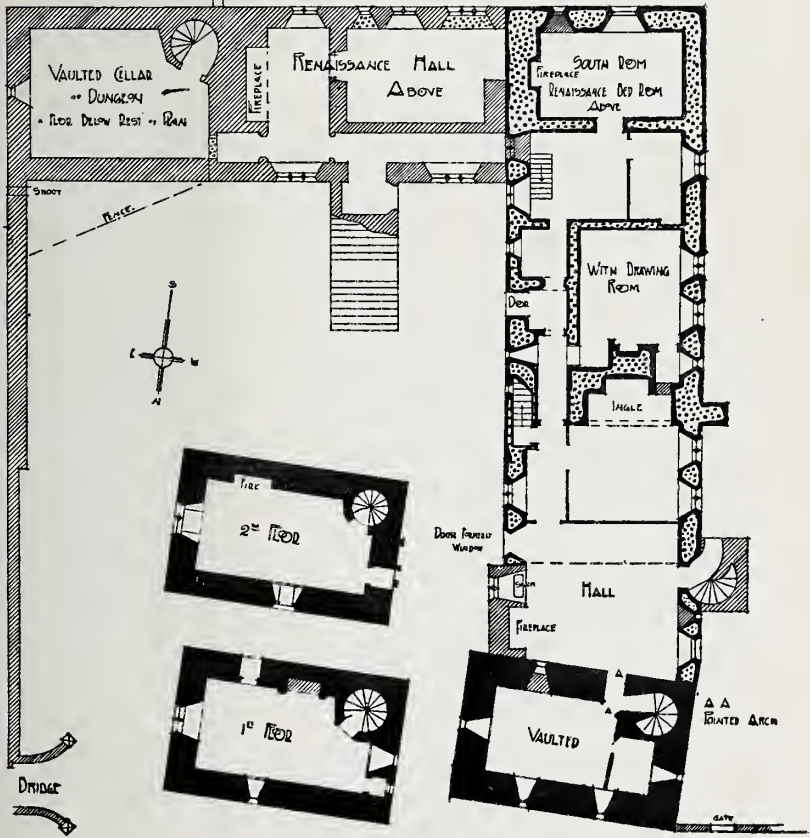 VAULTED CELLAR
OR DUNGEON
A FLOOR BELOW REST OF PLAN
FIREPLACE
RENAISSANCE HALL
ABOVE
SOUTH ROOM
FIREPLACE
RENAISSANCE BED ROOM
ABOVE
SHOOT
FENCE.
S
E
W
N
WITH DRAWING
ROOM
DOOR
INGLE
FIRE
2ND FLOOR
DOOR FORMERLY
WINDOW
HALL
FIREPLACE
1ST FLOOR
VAULTED
A
A
A A
POINTED ARCH
BRIDGE
GATE